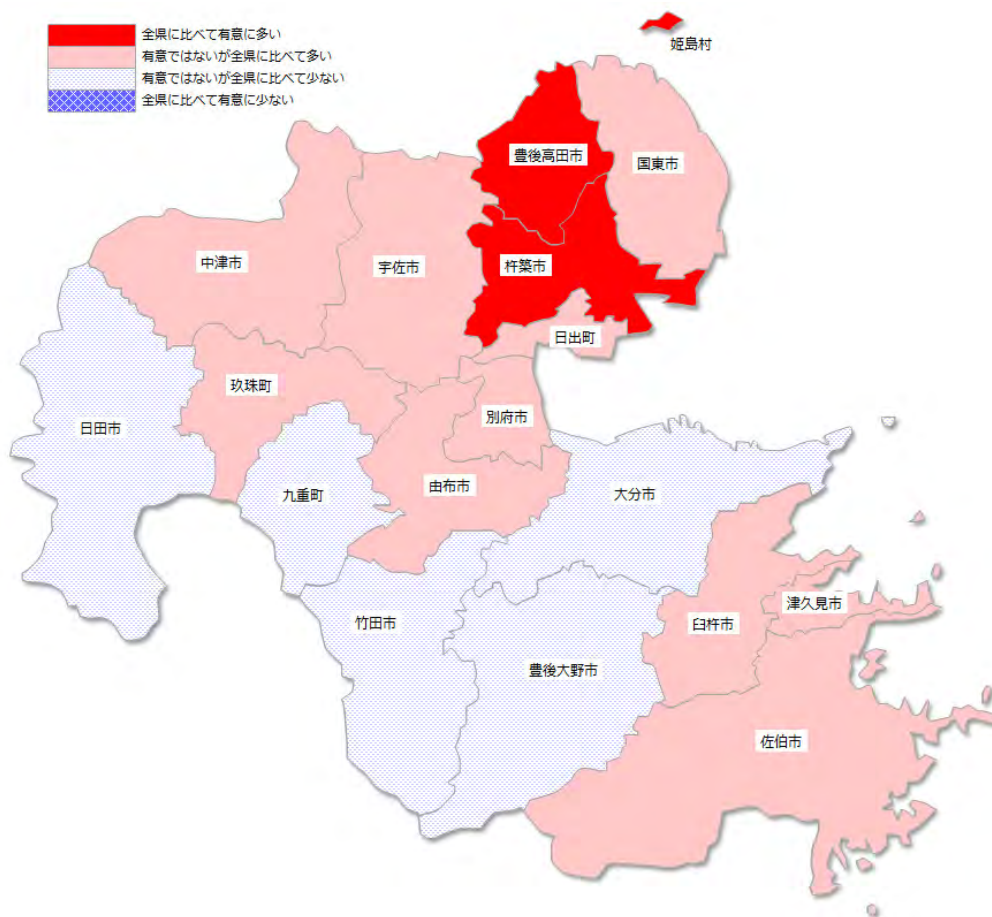 全県に比べて有意に多い
有意ではないが全県に比べて多い
有意ではないが全県に比べて少ない
全県に比べて有意に少ない
姫島村
豊後高田市
国東市
中津市
宇佐市
杵築市
日出町
玖珠町
別府市
日田市
由布市
九重町
大分市
津久見市
竹田市
臼杵市
豊後大野市
佐伯市